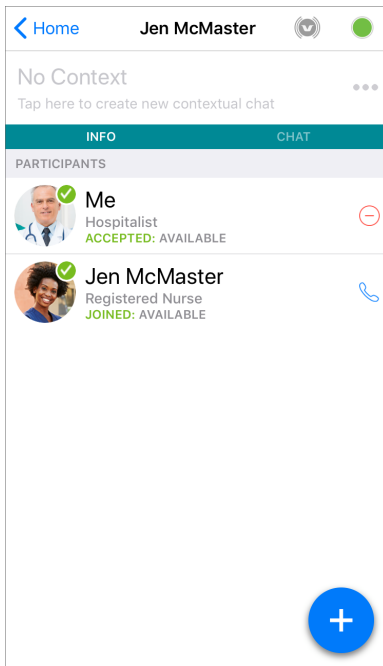 Home
Jen McMaster
No Context
Tap here to create new contextual chat
INFO
CHAT
PARTICIPANTS
Me
Hospitalist
ACCEPTED: AVAILABLE
Jen McMaster
Registered Nurse
JOINED: AVAILABLE